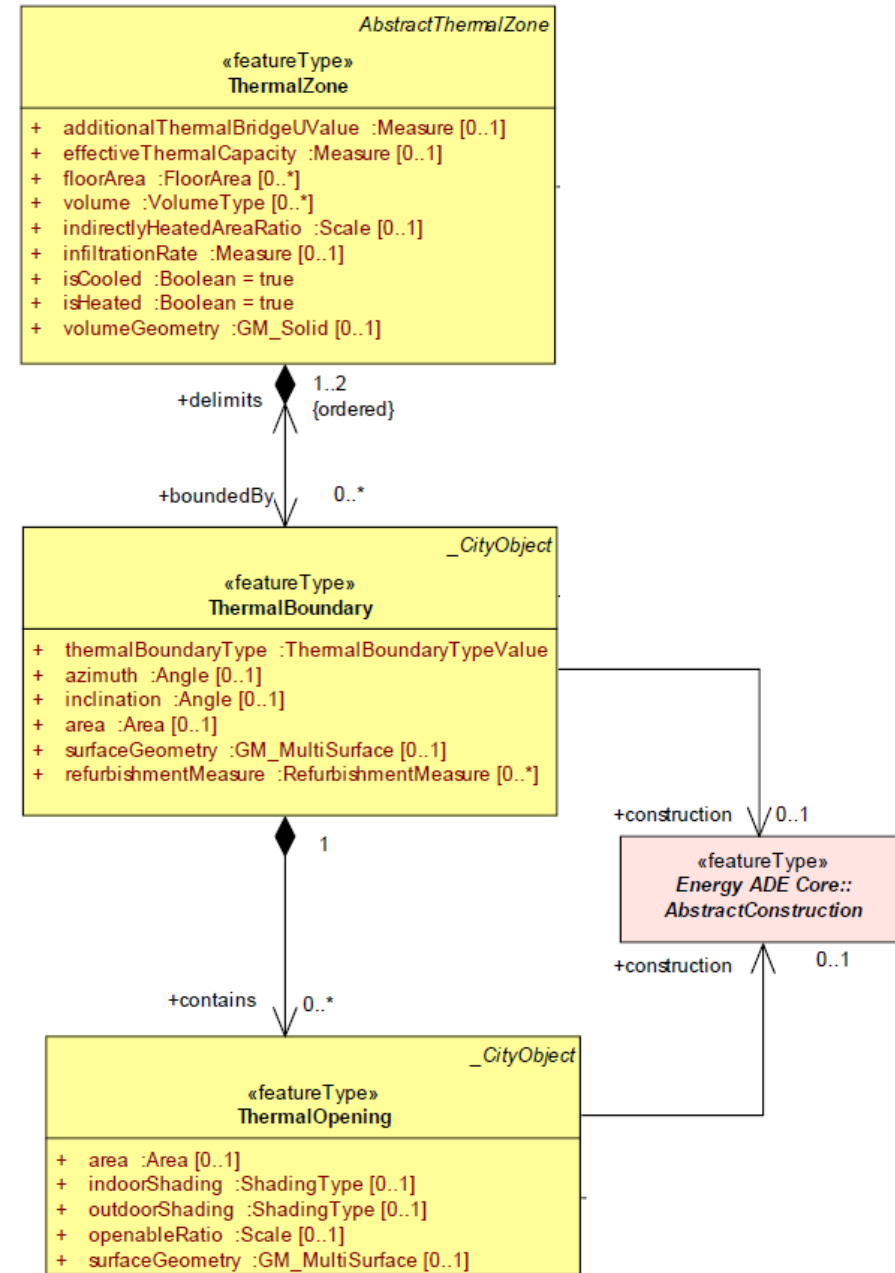 AbstractThermalZone
«featureType»
ThermalZone
+ additionalThermalBridgeUValue :Measure [0..1]
+ effectiveThermalCapacity :Measure [0..1]
+ floorArea :FloorArea [0..*]
+ volume :VolumeType [0..*]
+ indirectlyHeatedAreaRatio :Scale [0..1]
+ infiltrationRate :Measure [0..1]
+ isCooled :Boolean = true
+ isHeated :Boolean = true
+ volumeGeometry :GM_Solid [0..1]
+delimits 1..2
{ordered}
+boundedBy 0..*
_CityObject
«featureType»
ThermalBoundary
+ thermalBoundaryType :ThermalBoundaryTypeValue
+ azimuth :Angle [0..1]
+ inclination :Angle [0..1]
+ area :Area [0..1]
+ surfaceGeometry :GM_MultiSurface [0..1]
+ refurbishmentMeasure :RefurbishmentMeasure [0..*]
+construction 0..1
1
«featureType»
Energy ADE Core::
AbstractConstruction
+construction 0..1
+contains 0..*
_CityObject
«featureType»
ThermalOpening
+ area :Area [0..1]
+ indoorShading :ShadingType [0..1]
+ outdoorShading :ShadingType [0..1]
+ openableRatio :Scale [0..1]
+ surfaceGeometry :GM_MultiSurface [0..1]